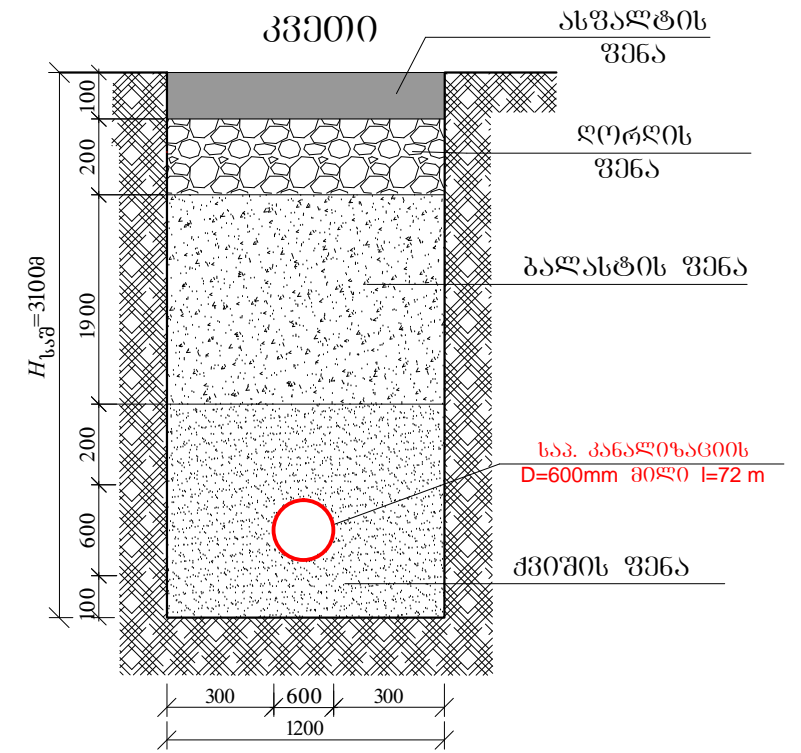 კვეთი
ასფალტის
ფენა
ღორღის
ფენა
ბალასტის ფენა
საპ. კანალიზაციის
D=600mm მილი l=72 m
ქვიშის ფენა
100
200
1900
200
600
100
Hსაშ=3100მ
300
600
300
1200